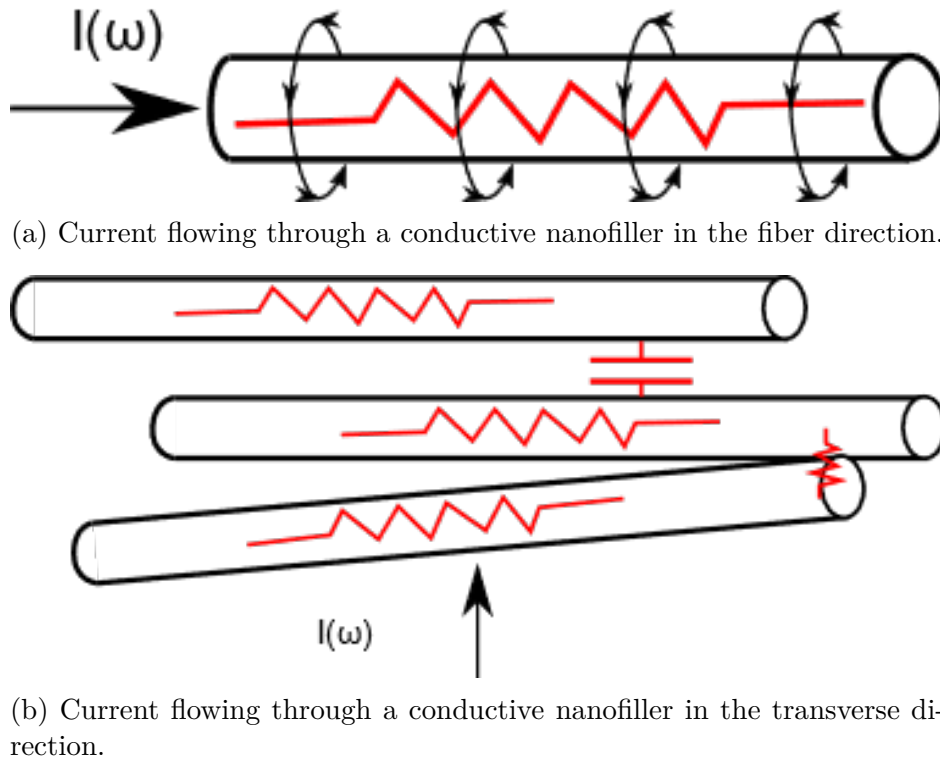 I(ω)
(a) Current flowing through a conductive nanofiller in the fiber direction.
I(ω)
(b) Current flowing through a conductive nanofiller in the transverse di-
rection.